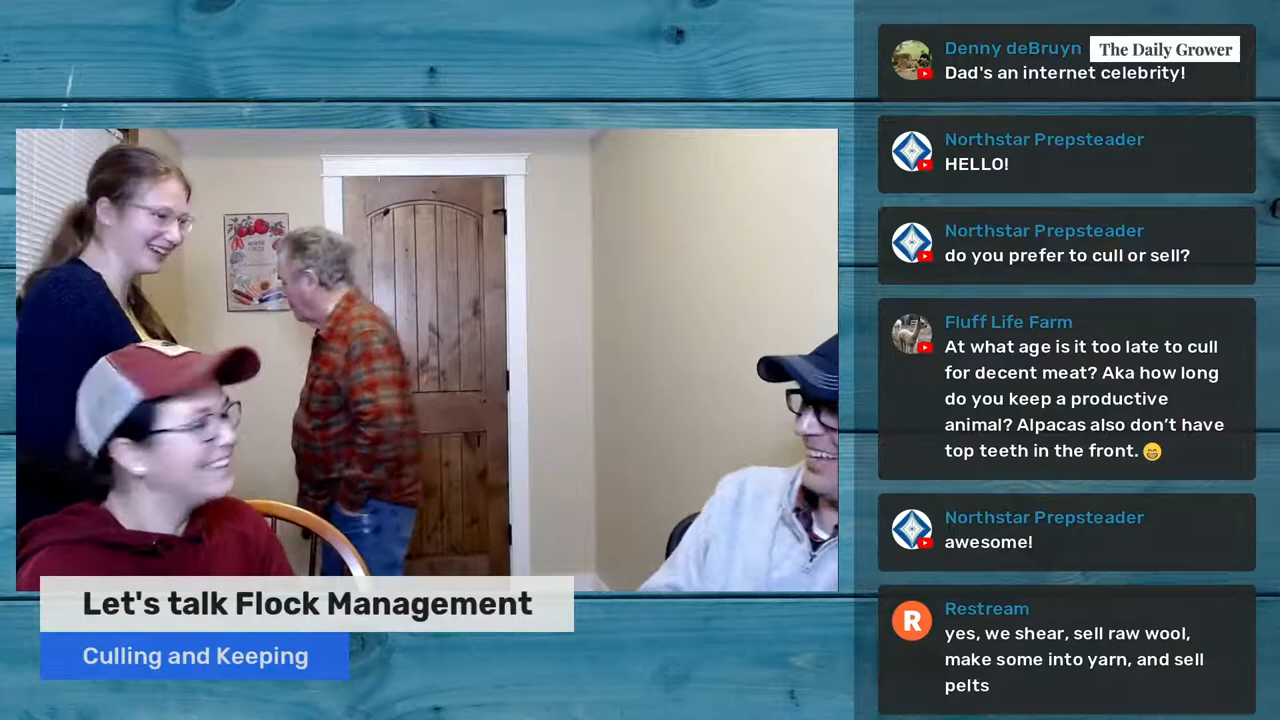 Denny deBruyn
The Daily Grower
Dad's an internet celebrity!
Northstar Prepsteader
HELLO!
Northstar Prepsteader
do you prefer to cull or sell?
Fluff Life Farm
At what age is it too late to cull
for decent meat? Aka how long
do you keep a productive
animal? Alpacas also don’t have
top teeth in the front. 😁
Northstar Prepsteader
awesome!
R
Restream
yes, we shear, sell raw wool,
make some into yarn, and sell
pelts
Let's talk Flock Management
Culling and Keeping